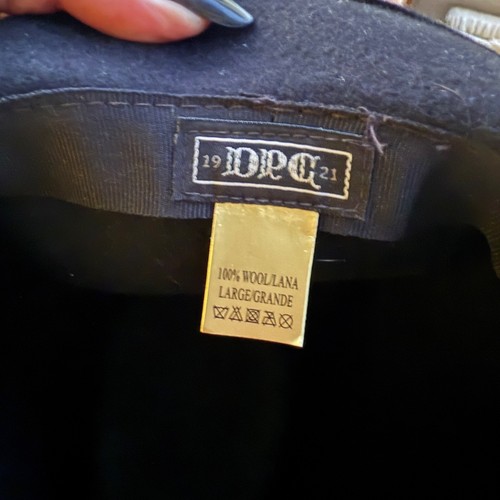 19 DPC 21
100% WOOL/LANA
LARGE/GRANDE